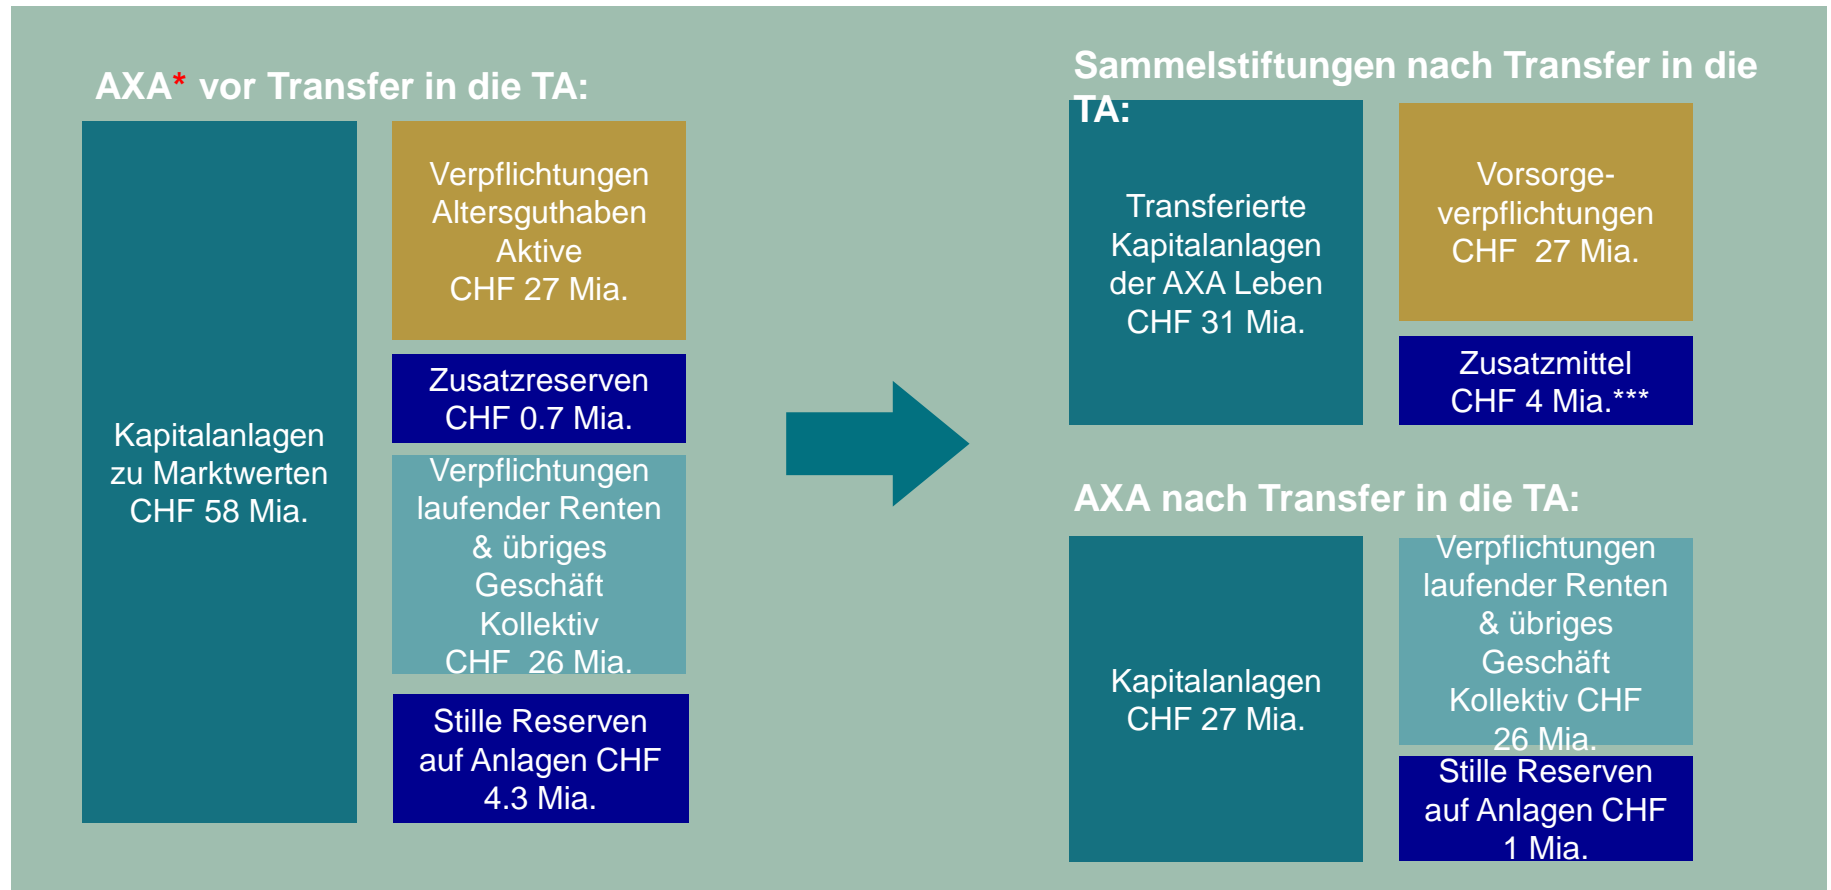 AXA* vor Transfer in die TA:
Kapitalanlagen
zu Marktwerten
CHF 58 Mia.
Verpflichtungen
Altersguthaben
Aktive
CHF 27 Mia.
Zusatzreserven
CHF 0.7 Mia.
Verpflichtungen
laufender Renten
& übriges
Geschäft
Kollektiv
CHF  26 Mia.
Stille Reserven
auf Anlagen CHF
4.3 Mia.
Sammelstiftungen nach Transfer in die
TA:
Transferierte
Kapitalanlagen
der AXA Leben
CHF 31 Mia.
Vorsorge-
verpflichtungen
CHF  27 Mia.
Zusatzmittel
CHF 4 Mia.***
AXA nach Transfer in die TA:
Kapitalanlagen
CHF 27 Mia.
Verpflichtungen
laufender Renten
& übriges
Geschäft
Kollektiv CHF
26 Mia.
Stille Reserven
auf Anlagen CHF
1 Mia.